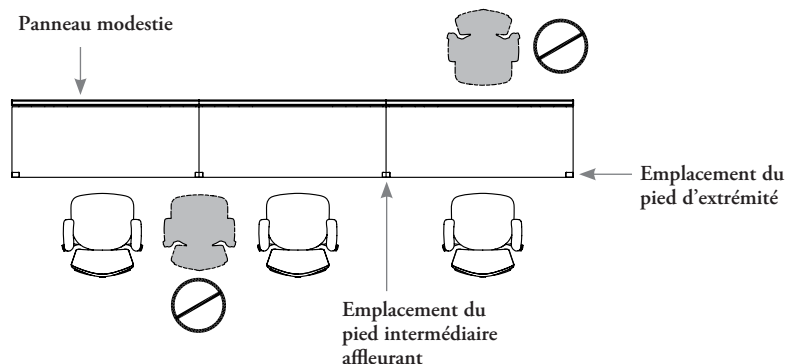 Panneau modestie
Emplacement du
pied d'extrémité
Emplacement du
pied intermédiaire
affleurant